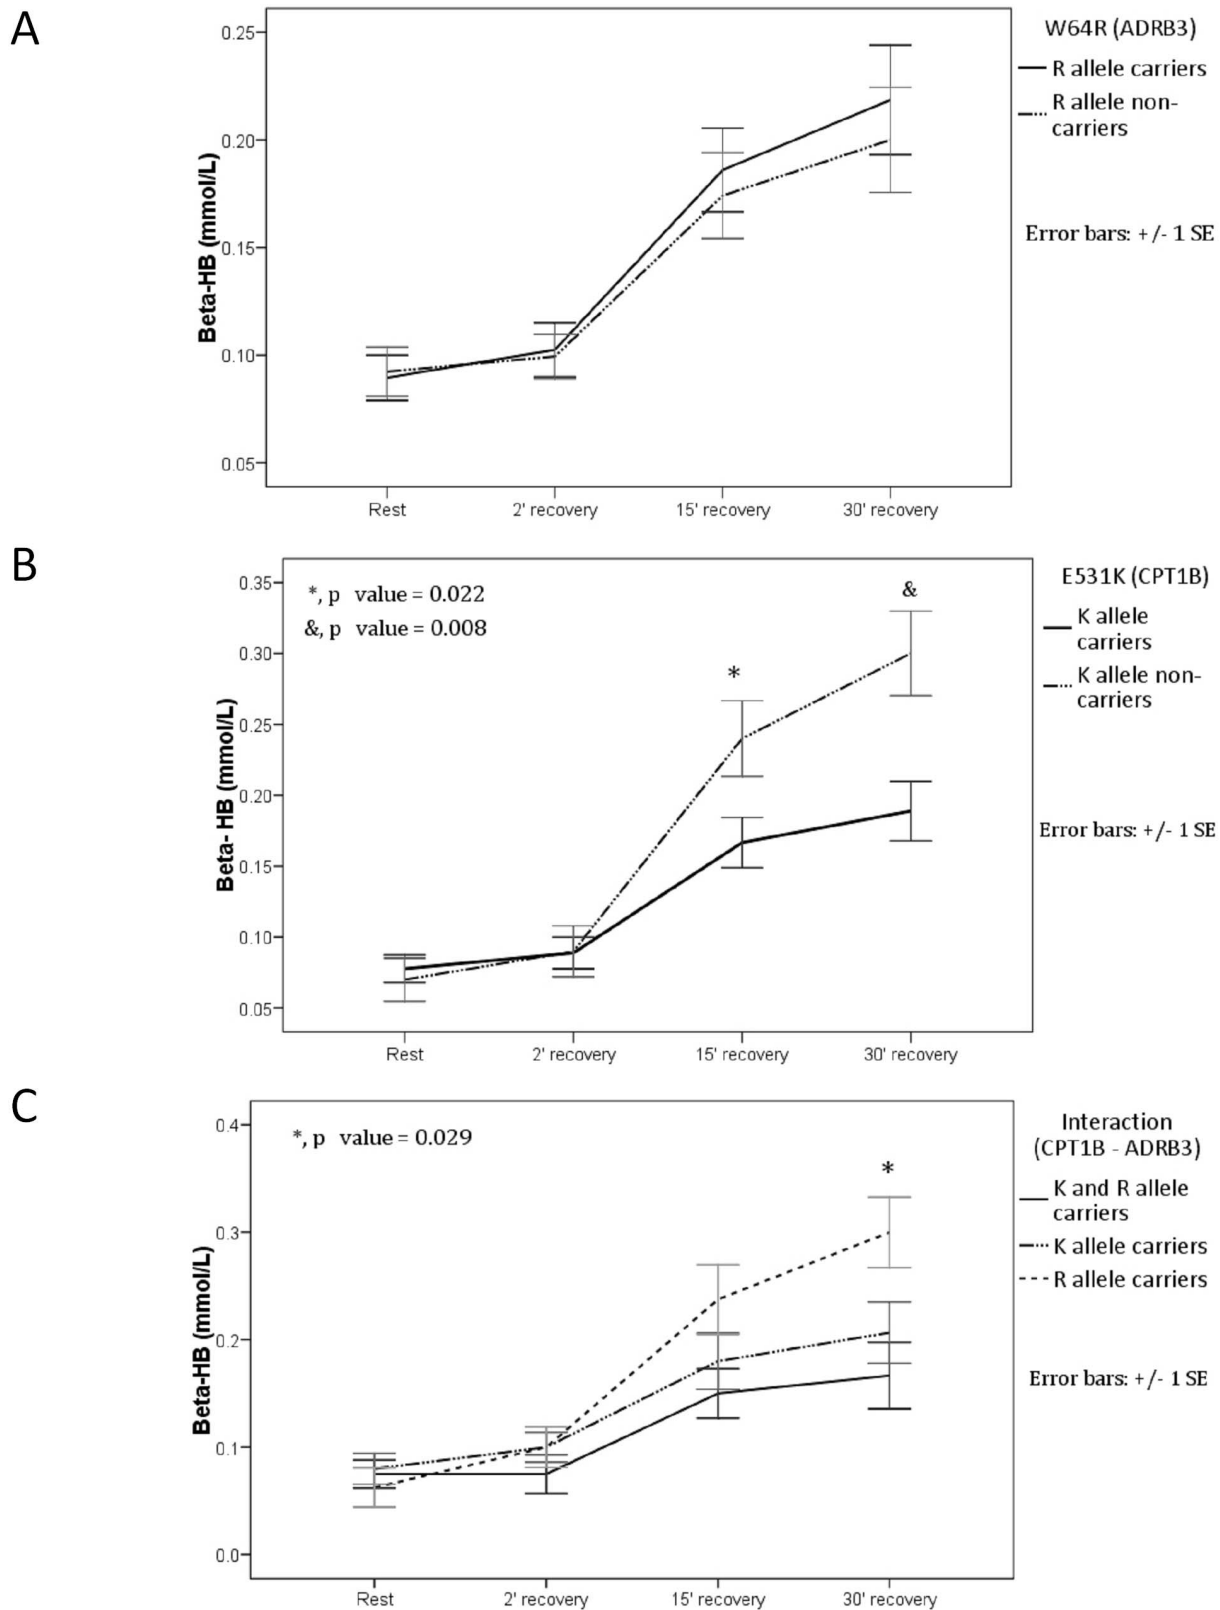 A
W64R (ADRB3)
R allele carriers
R allele non-
carriers
Error bars: +/- 1 SE
Beta-HB (mmol/L)
0.25
0.20
0.15
0.10
0.05
Rest
2' recovery
15' recovery
30' recovery
B
*, p value = 0.022
&, p value = 0.008
*
&
E531K (CPT1B)
K allele
carriers
K allele non-
carriers
Error bars: +/- 1 SE
Beta- HB (mmol/L)
0.35
0.30
0.25
0.20
0.15
0.10
0.05
Rest
2' recovery
15' recovery
30' recovery
C
*, p value = 0.029
*
Interaction
(CPT1B - ADRB3)
K and R allele
carriers
K allele carriers
R allele carriers
Error bars: +/- 1 SE
Beta-HB (mmol/L)
0.4
0.3
0.2
0.1
0.0
Rest
2' recovery
15' recovery
30' recovery